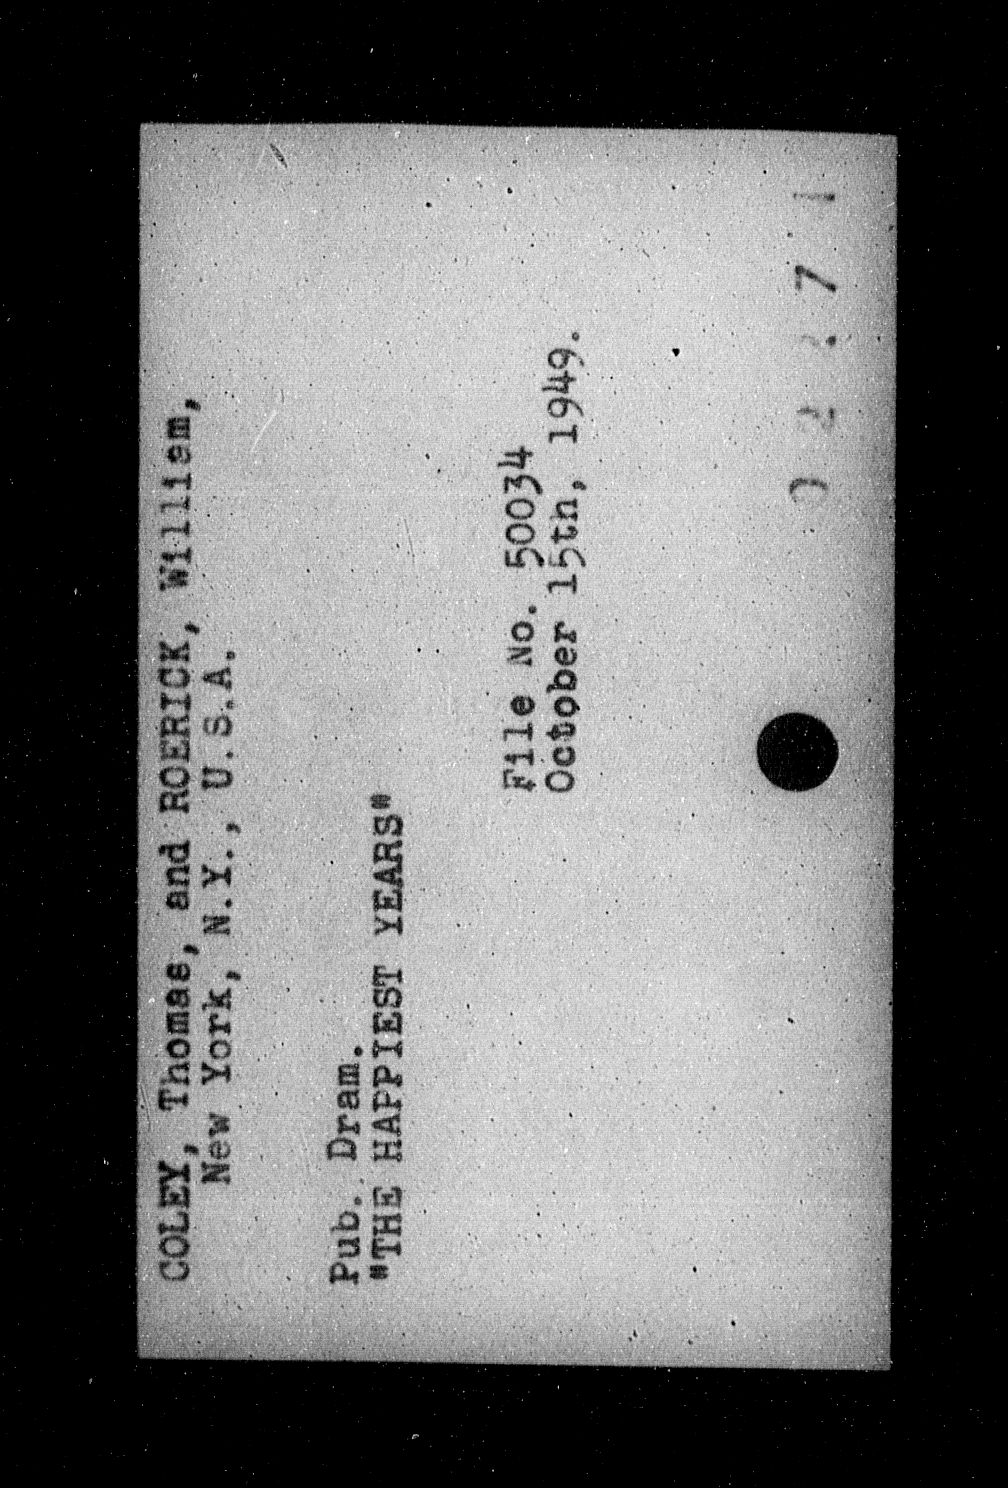 COLEY, Thomas, and ROERICK, William,
New York, N.Y., U.S.A.
Pub. Dram.
"THE HAPPIEST YEARS"
File No. 50034
October 15th, 1949.